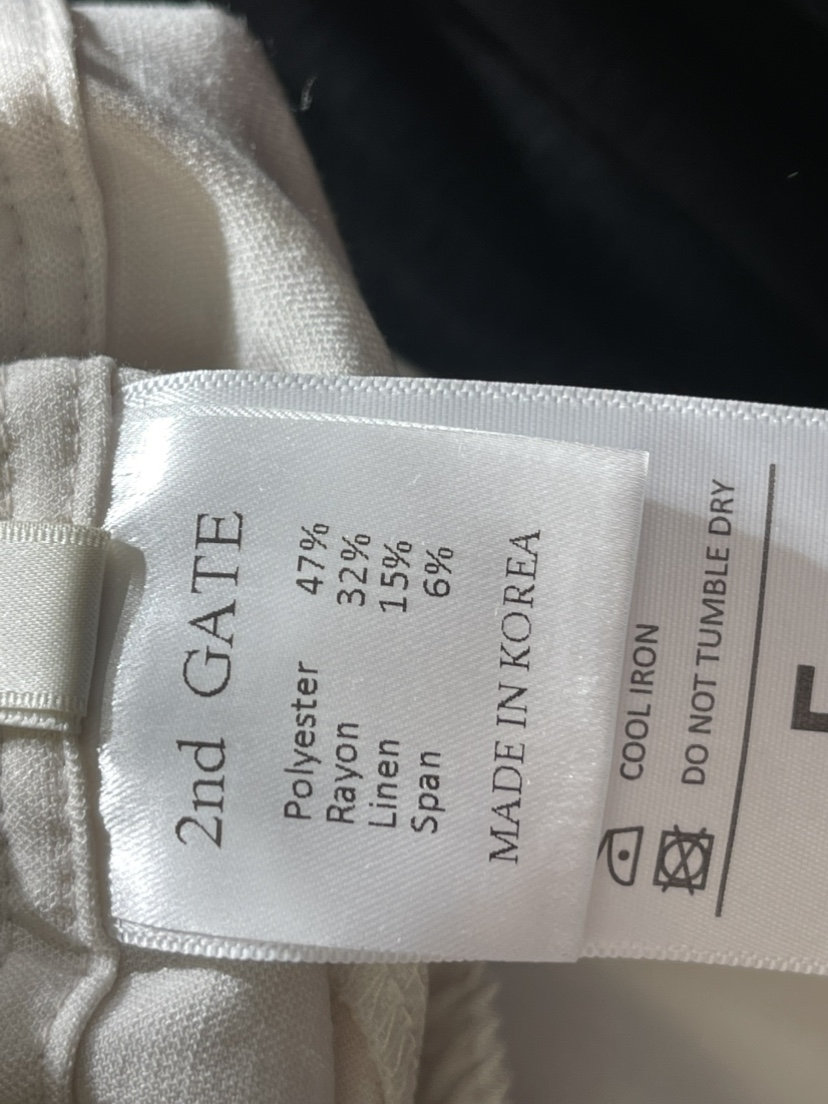 2nd GATE
Polyester 47%
Rayon 32%
Linen 15%
Span 6%
MADE IN KOREA
COOL IRON
DO NOT TUMBLE DRY